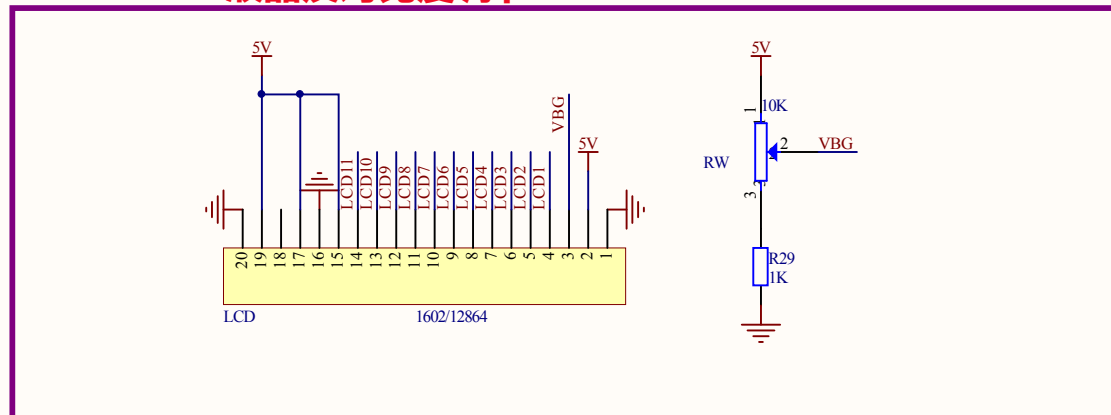 5V
5V
10K
1
2
VBG
RW
3
R29
1K
VBG
5V
LCD11
LCD10
LCD9
LCD8
LCD7
LCD6
LCD5
LCD4
LCD3
LCD2
LCD1
20
19
18
17
16
15
14
13
12
11
10
9
8
7
6
5
4
3
2
1
LCD
1602/12864